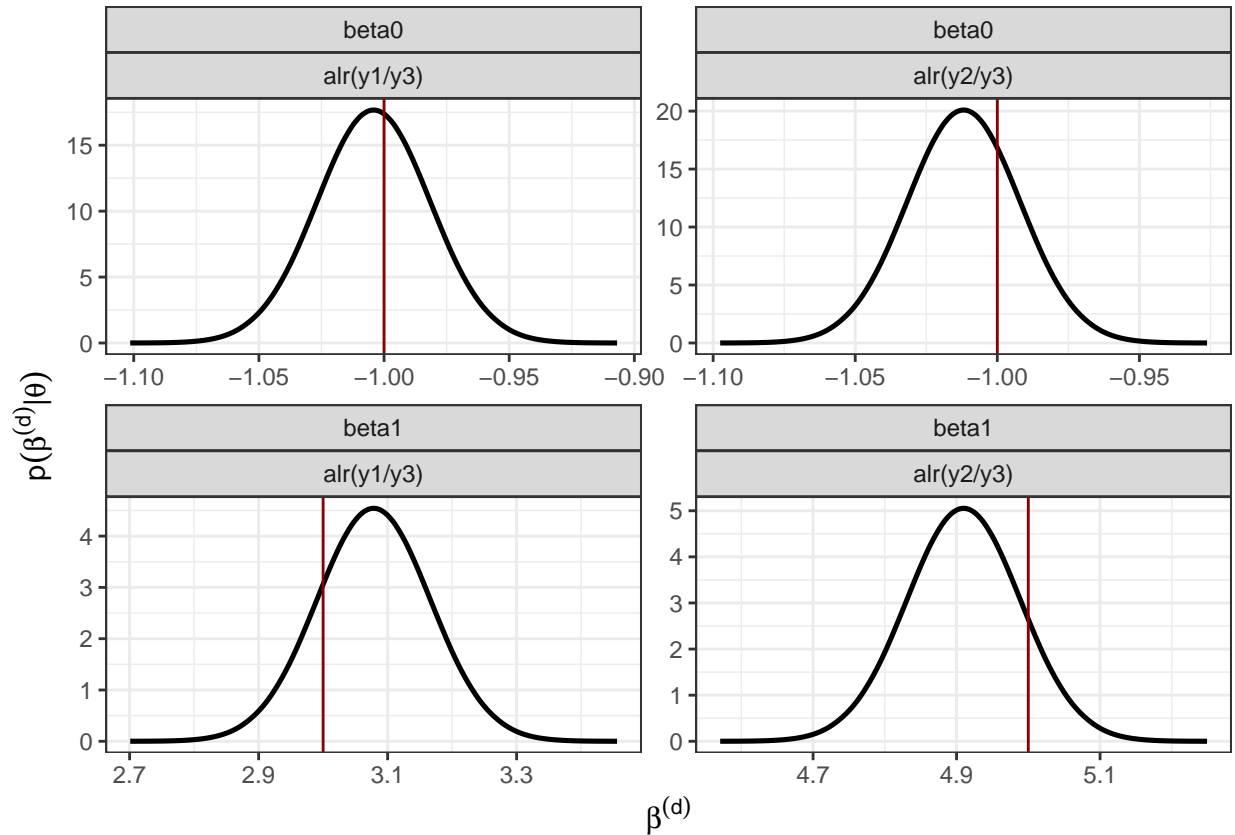 beta0
beta0
alr(y1/y3)
alr(y2/y3)
15
10
5
0
20
15
10
5
0
−1.10 −1.05 −1.00 −0.95 −0.90
−1.10 −1.05 −1.00 −0.95
p(β^(d)|θ)
beta1
beta1
alr(y1/y3)
alr(y2/y3)
4
3
2
1
0
5
4
3
2
1
0
2.7 2.9 3.1 3.3
4.7 4.9 5.1
β^(d)